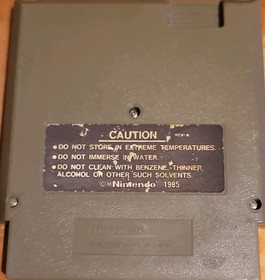 CAUTION REV-A
• DO NOT STORE IN EXTREME TEMPERATURES.
• DO NOT IMMERSE IN WATER.
• DO NOT CLEAN WITH BENZENE, THINNER,
ALCOHOL OR OTHER SUCH SOLVENTS.
Nintendo 1985